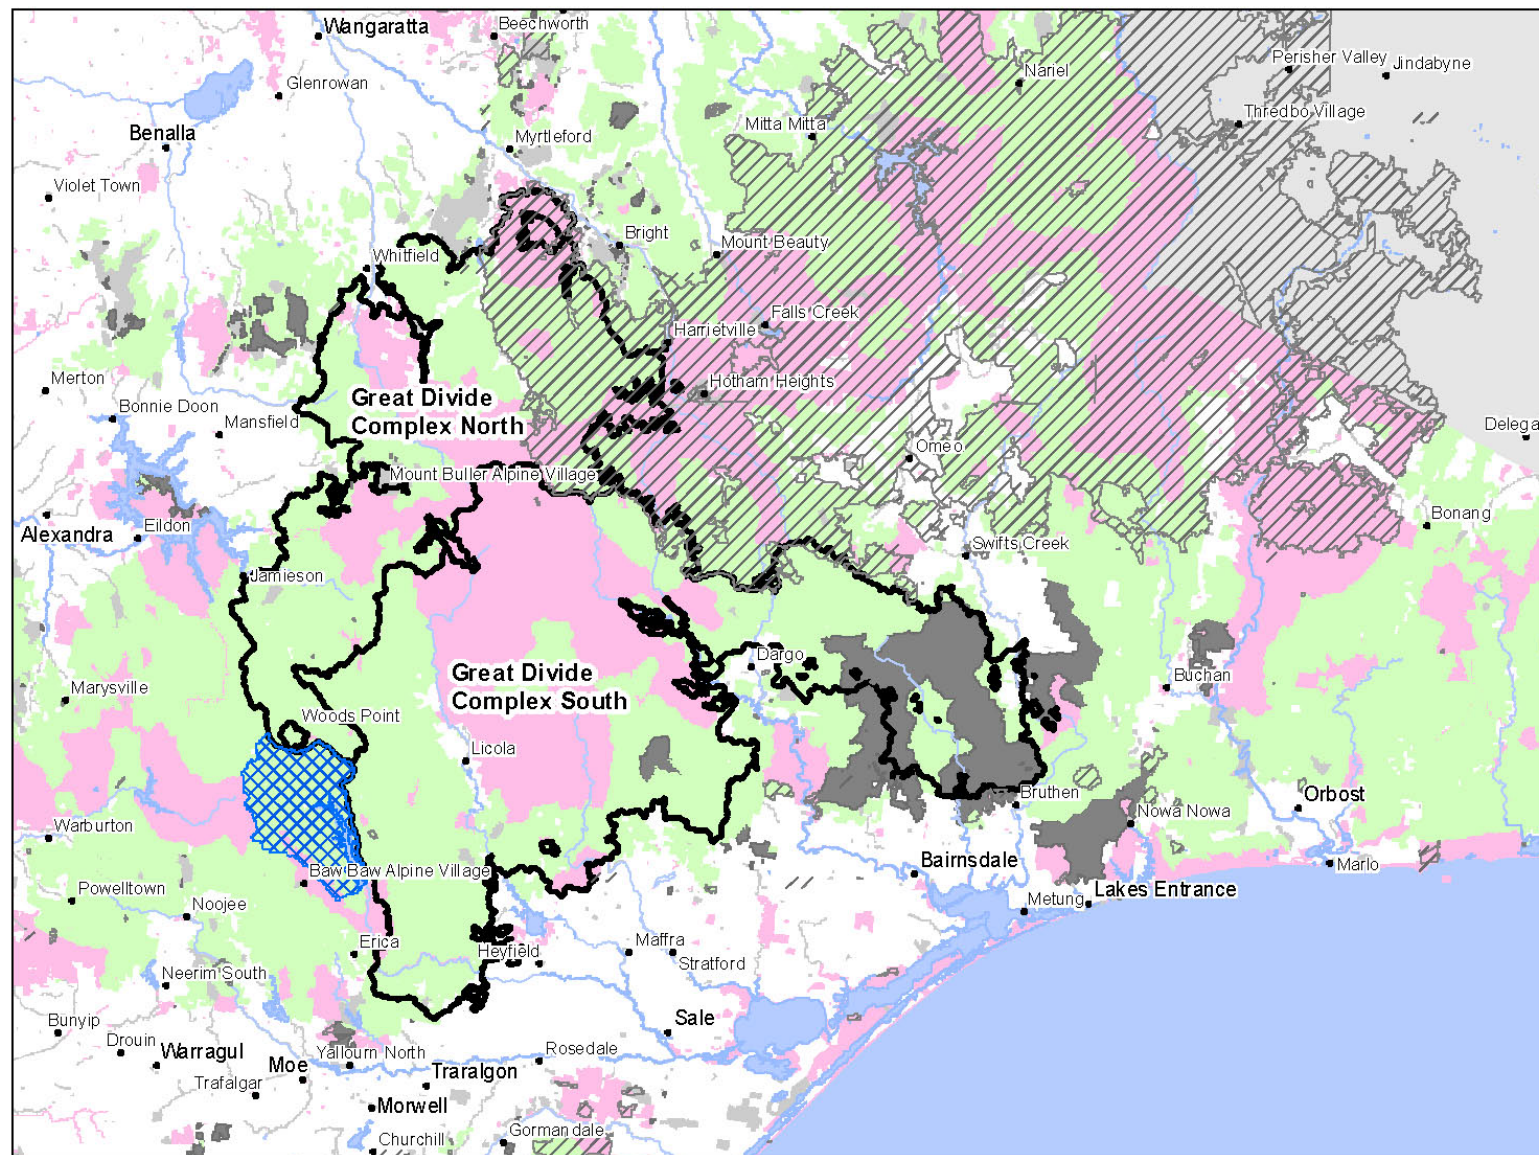 Wangaratta
Beechworth
Perisher Valley
Jindabyne
Glenrowan
Nariel
Thredbo Village
Benalla
Mitta Mitta
Myrtleford
Violet Town
Bright
Mount Beauty
Whitfield
Falls Creek
Harrietville
Merton
Great Divide
Complex North
Hotham Heights
Bonnie Doon
Mansfield
Delega
Omeo
Mount Buller Alpine Village
Bonang
Eildon
Alexandra
Swifts Creek
Jamieson
Dargo
Great Divide
Complex South
Buchan
Marysville
Woods Point
Licola
Orbost
Bruthen
Nowa Nowa
Warburton
Bairnsdale
Marlo
Baw Baw Alpine Village
Powelltown
Lakes Entrance
Metung
Noojee
Erica
Heyfield
Maffra
Stratford
Neerim South
Sale
Bunyip
Drouin
Warragul
Yallourn North
Rosedale
Moe
Traralgon
Trafalgar
Morwell
Churchill
Gormandale